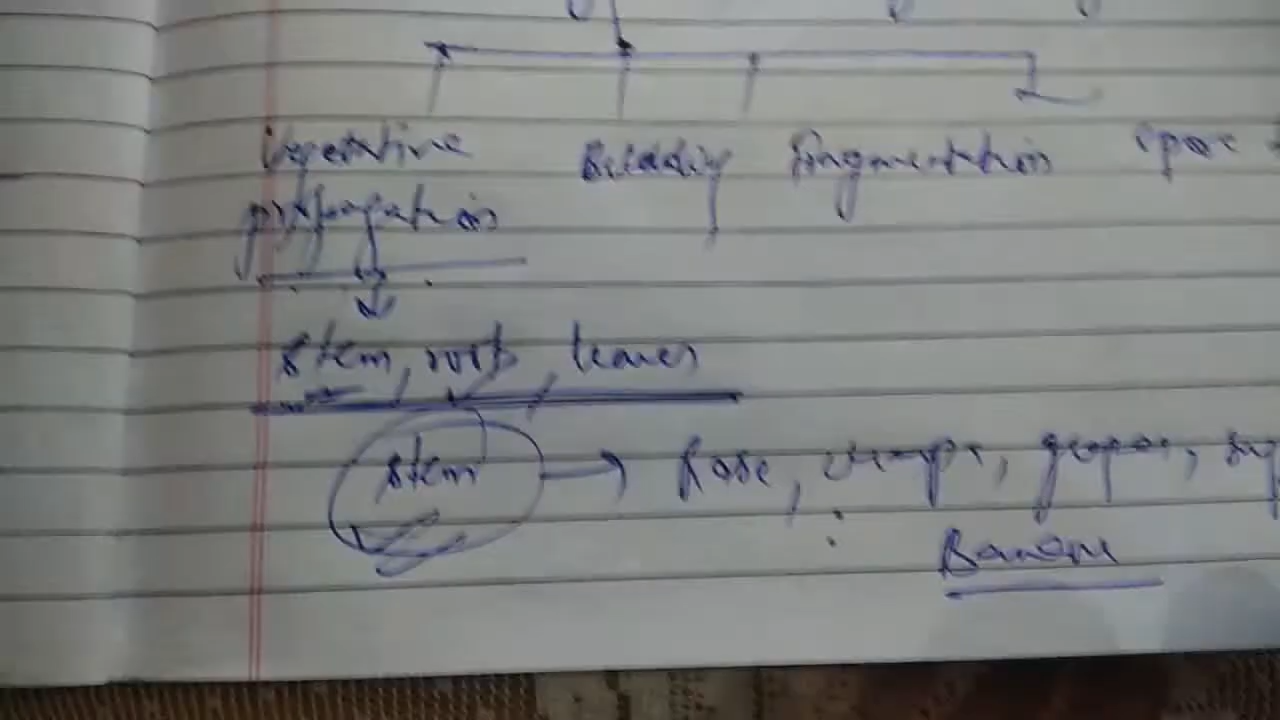 Vegetative Budding fragmentation spore
propagation
stem, roots, leaves
stem → Rose, grapes,
Banana